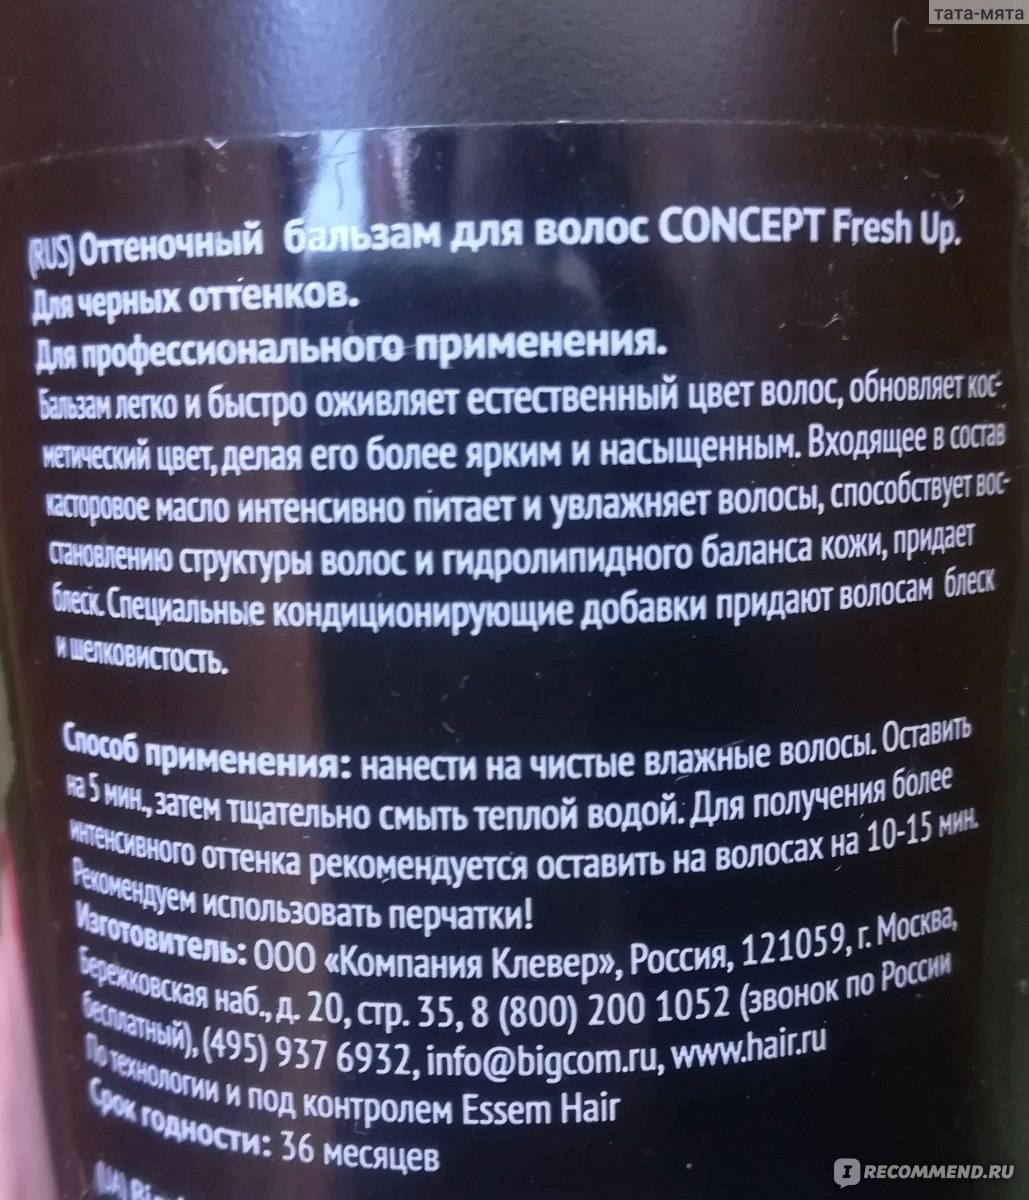 тата-мята
(RUS) Оттеночный бальзам для волос CONCEPT Fresh Up.
Для черных оттенков.
Для профессионального применения.
Бальзам легко и быстро оживляет естественный цвет волос, обновляет кос-
метический цвет, делая его более ярким и насыщенным. Входящее в состав
касторовое масло интенсивно питает и увлажняет волосы, способствует вос-
становлению структуры волос и гидролипидного баланса кожи, придает
блеск. Специальные кондиционирующие добавки придают волосам блеск
и шелковистость.
Способ применения: нанести на чистые влажные волосы. Оставить
на 5 мин., затем тщательно смыть теплой водой. Для получения более
интенсивного оттенка рекомендуется оставить на волосах на 10-15 мин.
Рекомендуем использовать перчатки!
Изготовитель: ООО «Компания Клевер», Россия, 121059, г. Москва,
Бережковская наб., д. 20, стр. 35, 8 (800) 200 1052 (звонок по России
бесплатный), (495) 937 6932, info@bigcom.ru, www.hair.ru
По технологии и под контролем Essem Hair
Срок годности: 36 месяцев
(UA)
I RECOMMEND.RU